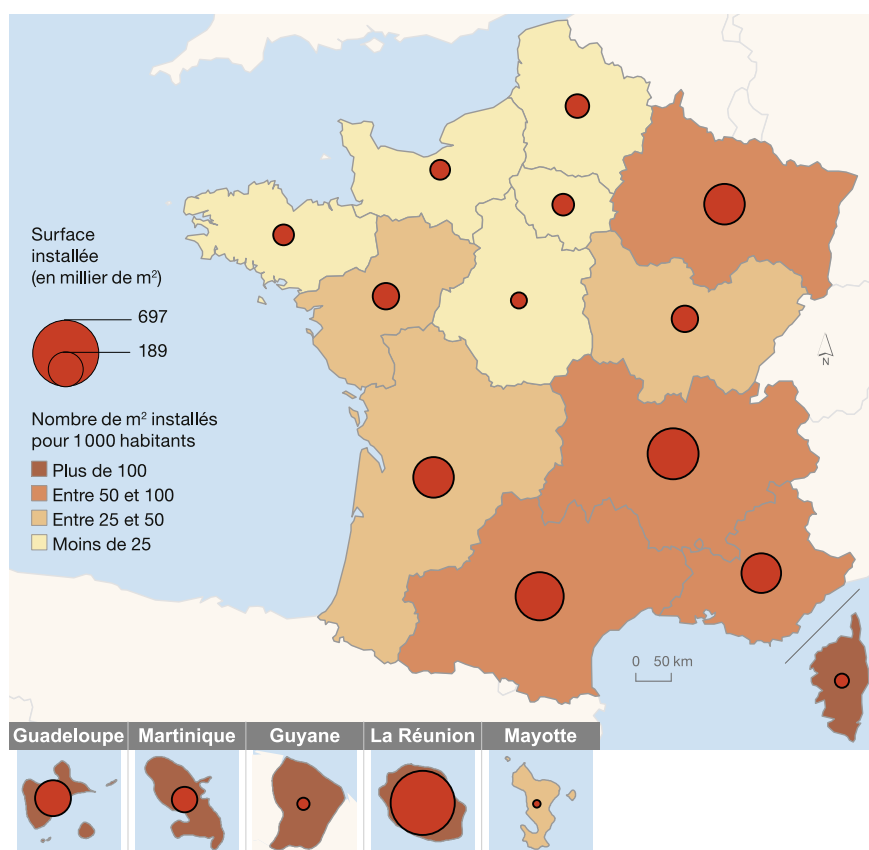 Surface
installée
(en millier de m²)
697
189
Nombre de m² installés
pour 1 000 habitants
Plus de 100
Entre 50 et 100
Entre 25 et 50
Moins de 25
N
0 50 km
Guadeloupe
Martinique
Guyane
La Réunion
Mayotte